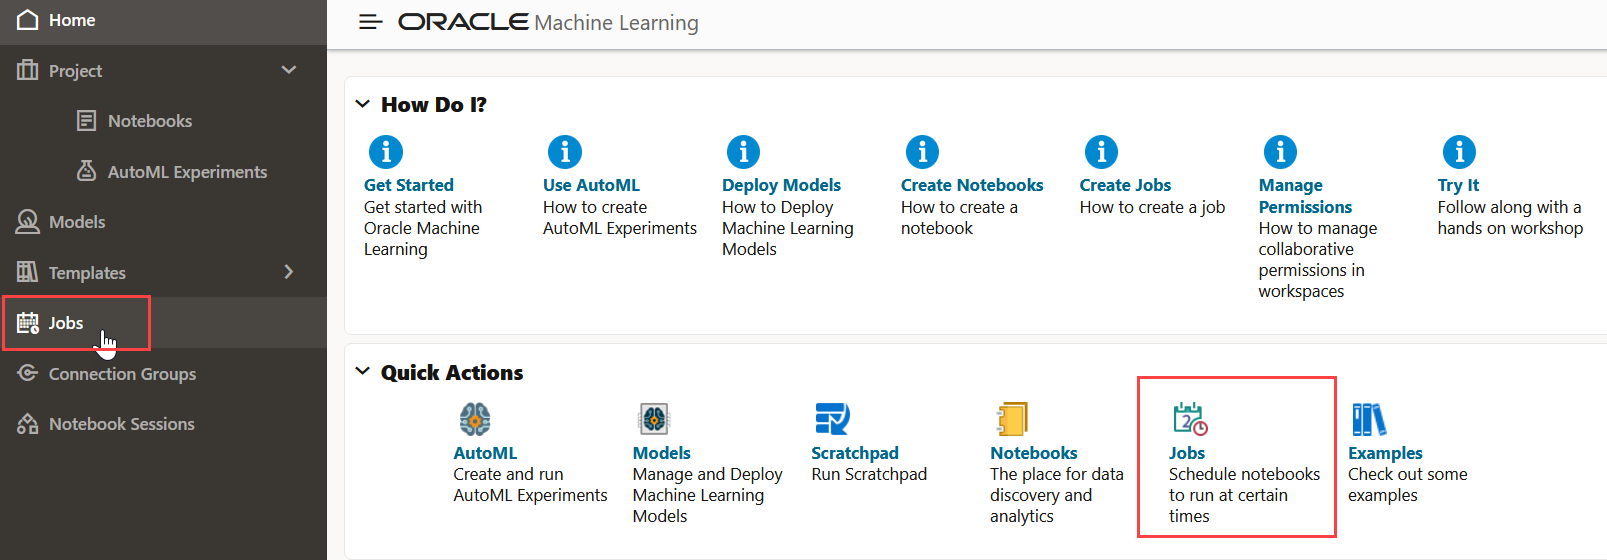 Home
Project
Notebooks
AutoML Experiments
Models
Templates
Jobs
Connection Groups
Notebook Sessions
ORACLE Machine Learning
How Do I?
Get Started
Get started with
Oracle Machine
Learning
Use AutoML
How to create
AutoML Experiments
Deploy Models
How to Deploy
Machine Learning
Models
Create Notebooks
How to create a
notebook
Create Jobs
How to create a job
Manage
Permissions
How to manage
collaborative
permissions in
workspaces
Try It
Follow along with a
hands on workshop
Quick Actions
AutoML
Create and run
AutoML Experiments
Models
Manage and Deploy
Machine Learning
Models
Scratchpad
Run Scratchpad
Notebooks
The place for data
discovery and
analytics
2
Jobs
Schedule notebooks
to run at certain
times
Examples
Check out some
examples